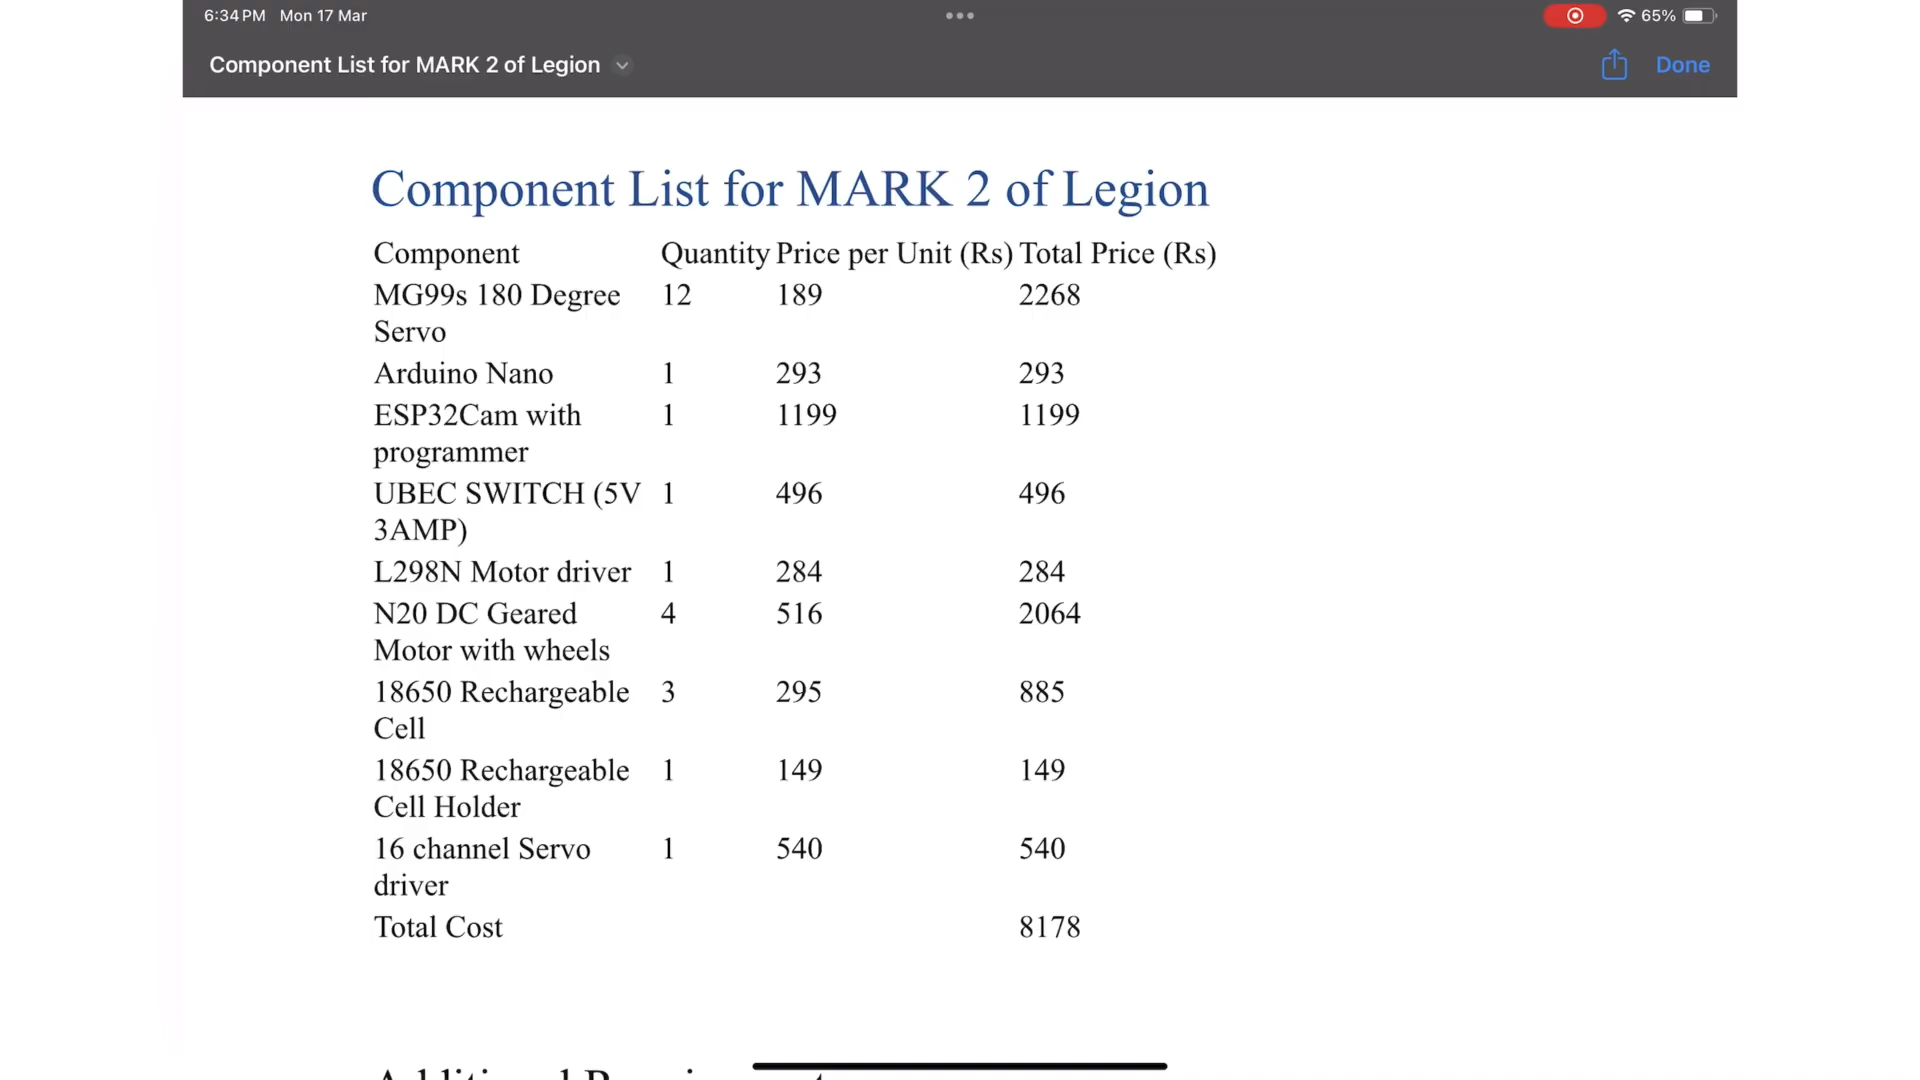 6:34 PM Mon 17 Mar
65%
Component List for MARK 2 of Legion
Done
Component List for MARK 2 of Legion
Component Quantity Price per Unit (Rs) Total Price (Rs)
MG99s 180 Degree 12 189 2268
Servo
Arduino Nano 1 293 293
ESP32Cam with 1 1199 1199
programmer
UBEC SWITCH (5V 1 496 496
3AMP)
L298N Motor driver 1 284 284
N20 DC Geared 4 516 2064
Motor with wheels
18650 Rechargeable 3 295 885
Cell
18650 Rechargeable 1 149 149
Cell Holder
16 channel Servo 1 540 540
driver
Total Cost 8178